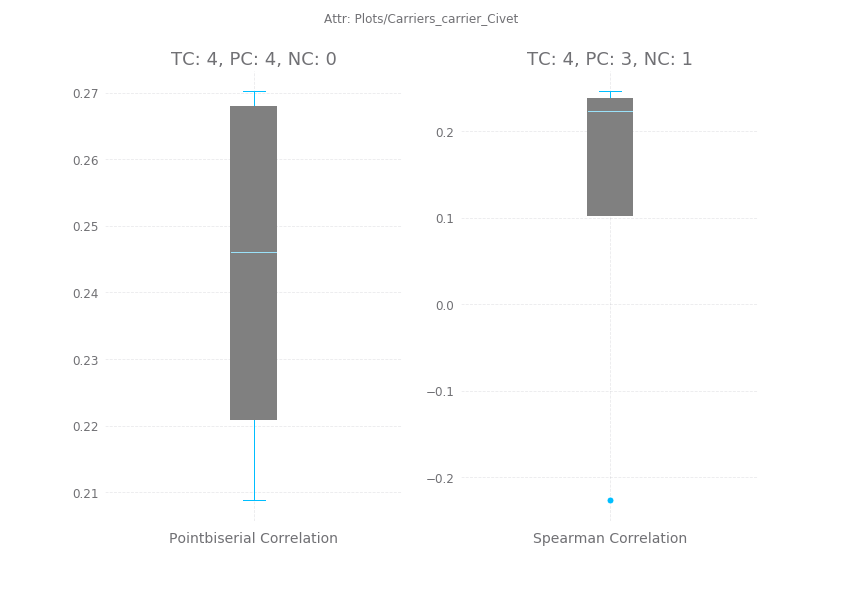 Attr: Plots/Carriers_carrier_Civet
TC: 4, PC: 4, NC: 0
0.27
0.26
0.25
0.24
0.23
0.22
0.21
Pointbiserial Correlation
TC: 4, PC: 3, NC: 1
0.2
0.1
0.0
−0.1
−0.2
Spearman Correlation